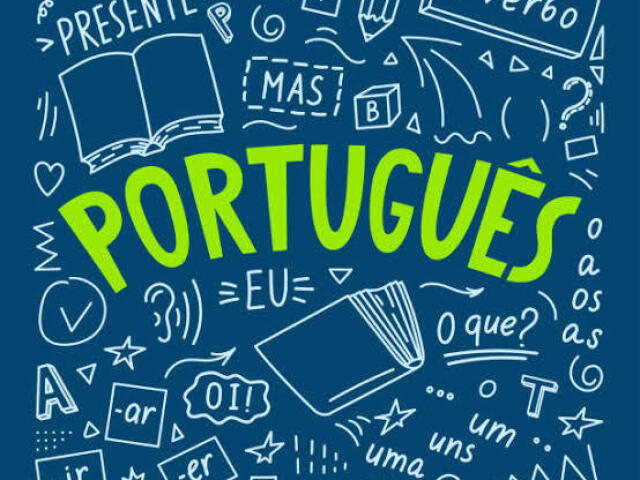 PRESENTE
P
verbo
MAS
B
?
PORTUGUÊS
o
a
os
as
EU
O que?
A
-ar
OI!
T
um
uns
uma
-ir
-er